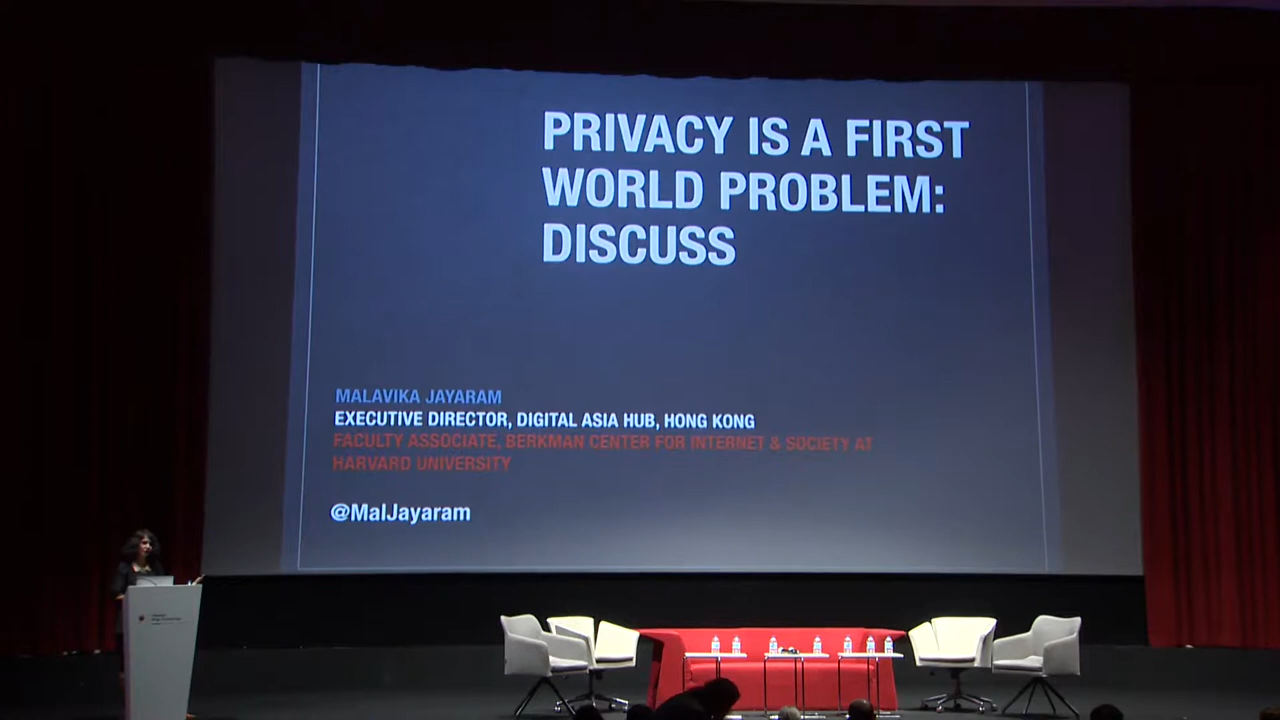 PRIVACY IS A FIRST
WORLD PROBLEM:
DISCUSS
MALAVIKA JAYARAM
EXECUTIVE DIRECTOR, DIGITAL ASIA HUB, HONG KONG
FACULTY ASSOCIATE, BERKMAN CENTER FOR INTERNET & SOCIETY AT
HARVARD UNIVERSITY
@MalJayaram